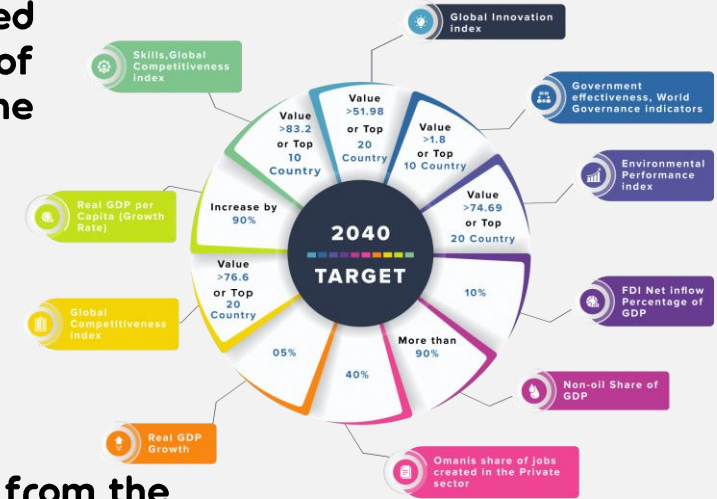 ed
of
ne
Global Innovation
index
Skills,Global
Competitiveness
index
Government
effectiveness, World
Governance indicators
Environmental
Performance
index
Real GDP per
Capita (Growth
Rate)
FDI Net inflow
Percentage of
GDP
Global
Competitiveness
index
Non-oil Share of
GDP
Real GDP
Growth
Omanis share of jobs
created in the Private
sector
Value
>51.98
or Top
20
Country
Value
>1.8
or Top
10 Country
Value
>74.69
or Top
20 Country
10%
More than
90%
40%
05%
Value
>76.6
or Top
20
Country
Increase by
90%
Value
>83.2
or Top
10
Country
2040
TARGET
from the